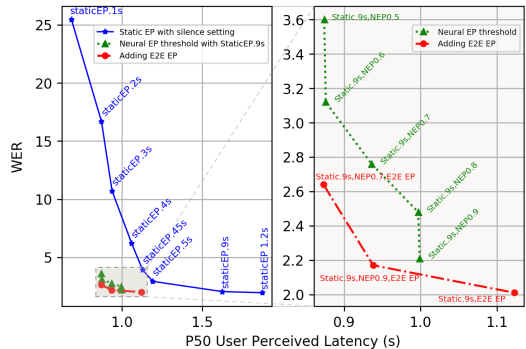 staticEP.1s
Static EP with silence setting
Neural EP threshold with StaticEP.9s
Adding E2E EP
staticEP.2s
staticEP.3s
staticEP.4s
staticEP.45s
staticEP.5s
staticEP.9s
staticEP 1.2s
25
20
15
10
5
WER
1.0
1.5
Static.9s,NEP0.5
Neural EP threshold
Adding E2E EP
Static.9s,NEP0.6
Static.9s,NEP0.7
Static.9s,NEP0.8
Static.9s,NEP0.7,E2E EP
Static.9s,NEP0.9
Static.9s,NEP0.9,E2E EP
Static.9s,E2E EP
3.6
3.4
3.2
3.0
2.8
2.6
2.4
2.2
2.0
0.9
1.0
1.1
P50 User Perceived Latency (s)